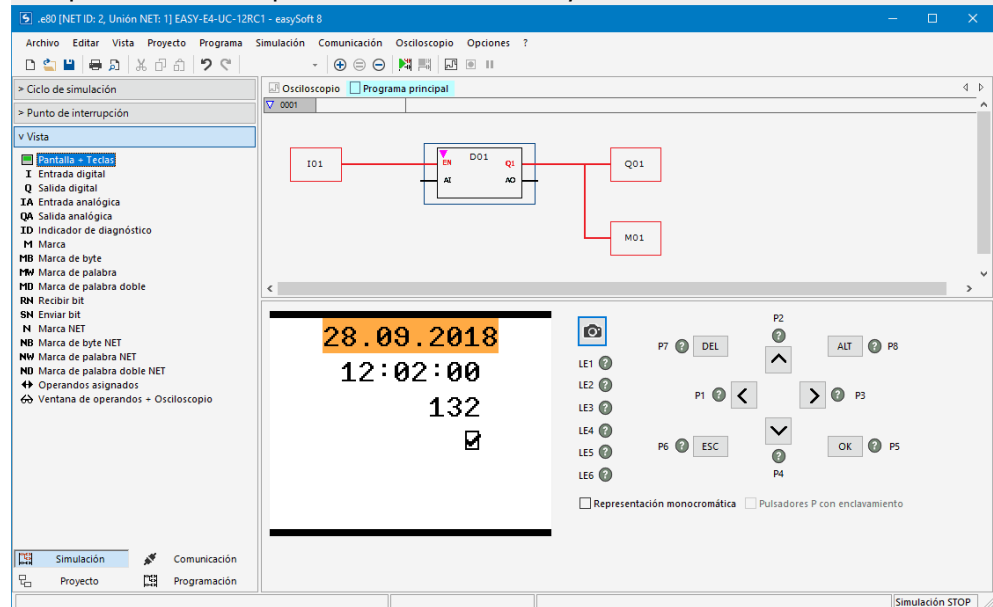 .e80 [NET ID: 2, Unión NET: 1] EASY-E4-UC-12RC1 - easySoft 8
Archivo Editar Vista Proyecto Programa Simulación Comunicación Osciloscopio Opciones ?
> Ciclo de simulación
> Punto de interrupción
v Vista
Pantalla + Teclas
I Entrada digital
Q Salida digital
IA Entrada analógica
QA Salida analógica
ID Indicador de diagnóstico
M Marca
MB Marca de byte
MW Marca de palabra
MD Marca de palabra doble
RN Recibir bit
SN Enviar bit
N Marca NET
NB Marca de byte NET
NW Marca de palabra NET
ND Marca de palabra doble NET
Operandos asignados
Ventana de operandos + Osciloscopio
Simulación Comunicación
Proyecto Programación
Osciloscopio Programa principal
0001
I01
D01
EN Q1
AI AO
Q01
M01
28.09.2018
12:02:00
132
LE1 ?
LE2 ?
LE3 ?
LE4 ?
LE5 ?
LE6 ?
P2
?
P7 ? DEL
ALT ? P8
P1 ?
? P3
P6 ? ESC
OK ? P5
?
P4
Representación monocromática Pulsadores P con enclavamiento
Simulación STOP